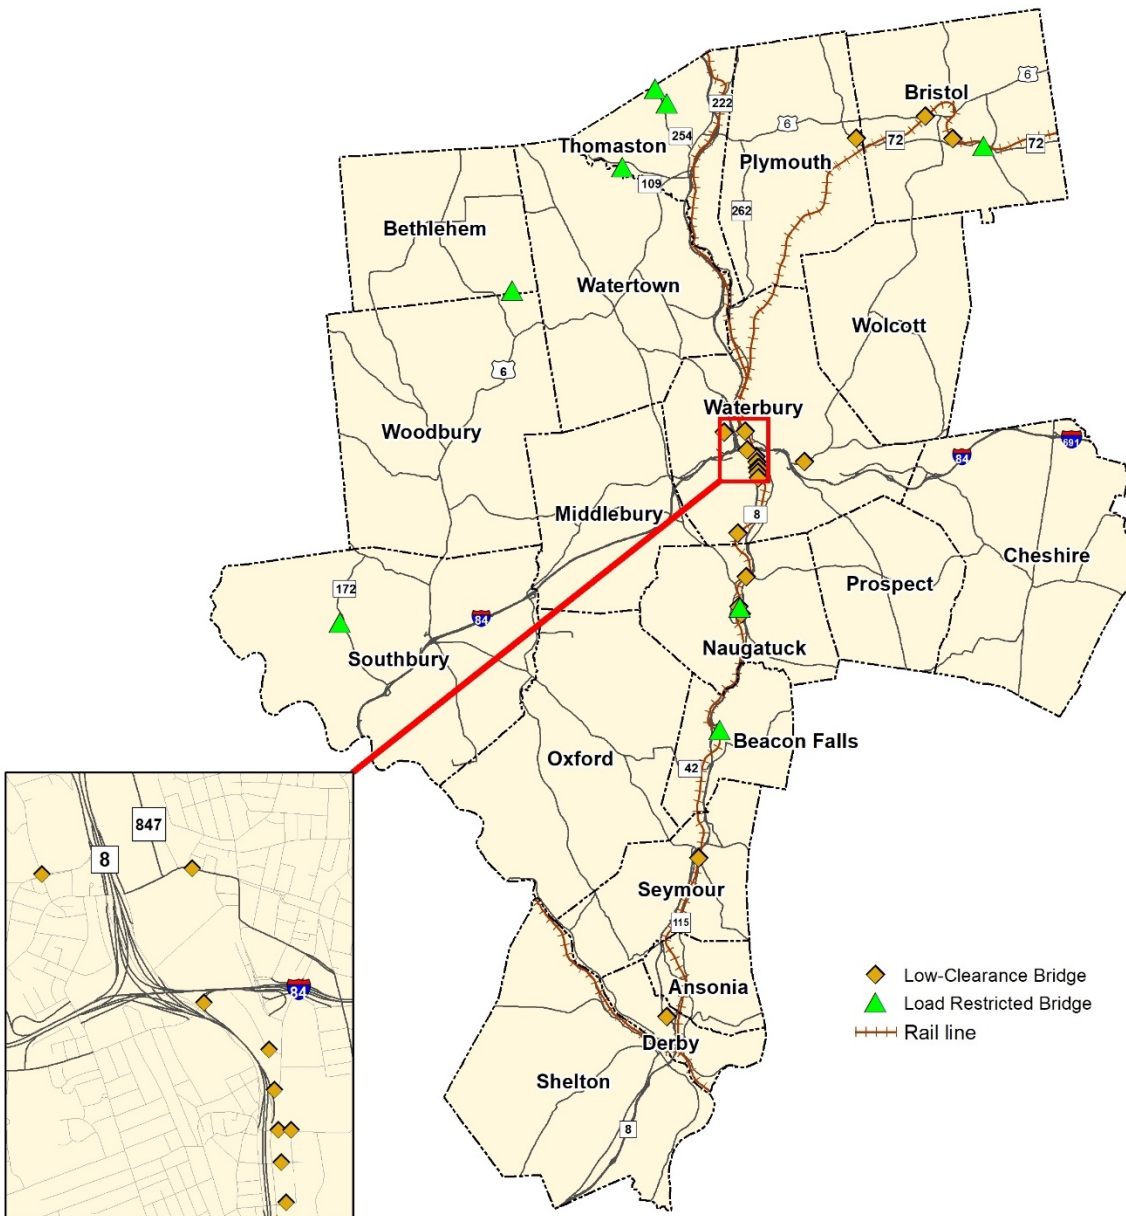 6
Bristol
222
254
6
Thomaston
Plymouth
72
72
109
262
Bethlehem
Watertown
Wolcott
6
Waterbury
Woodbury
691
84
8
Middlebury
Cheshire
Prospect
172
84
Naugatuck
Southbury
Beacon Falls
Oxford
42
847
8
Seymour
115
Low-Clearance Bridge
84
Ansonia
Load Restricted Bridge
Rail line
Derby
Shelton
8